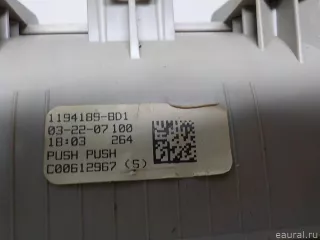 1194189-BD1
03-22-07 100
18:03 264
PUSH PUSH
C00612967 (5)
eaural.ru